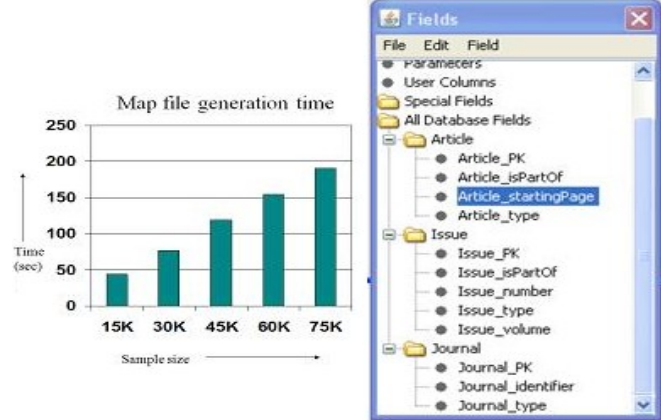 Map file generation time
250
200
150
100
50
0
Time
(sec)
15K 30K 45K 60K 75K
Sample size
Fields
File Edit Field
Parameters
User Columns
Special Fields
All Database Fields
Article
Article_PK
Article_isPartOf
Article_startingPage
Article_type
Issue
Issue_PK
Issue_isPartOf
Issue_number
Issue_type
Issue_volume
Journal
Journal_PK
Journal_identifier
Journal_type